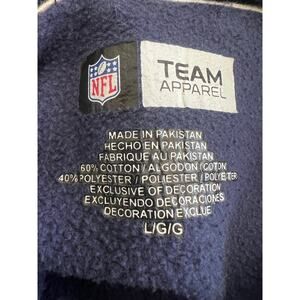 NFL
TEAM
APPAREL
MADE IN PAKISTAN
HECHO EN PAKISTAN
FABRIQUE AU PAKISTAN
60% COTTON / ALGODON / COTON
40% POLYESTER / POLIESTER / POLYESTER
EXCLUSIVE OF DECORATION
EXCLUYENDO DECORACIONES
DECORATION EXCLUE
L/G/G